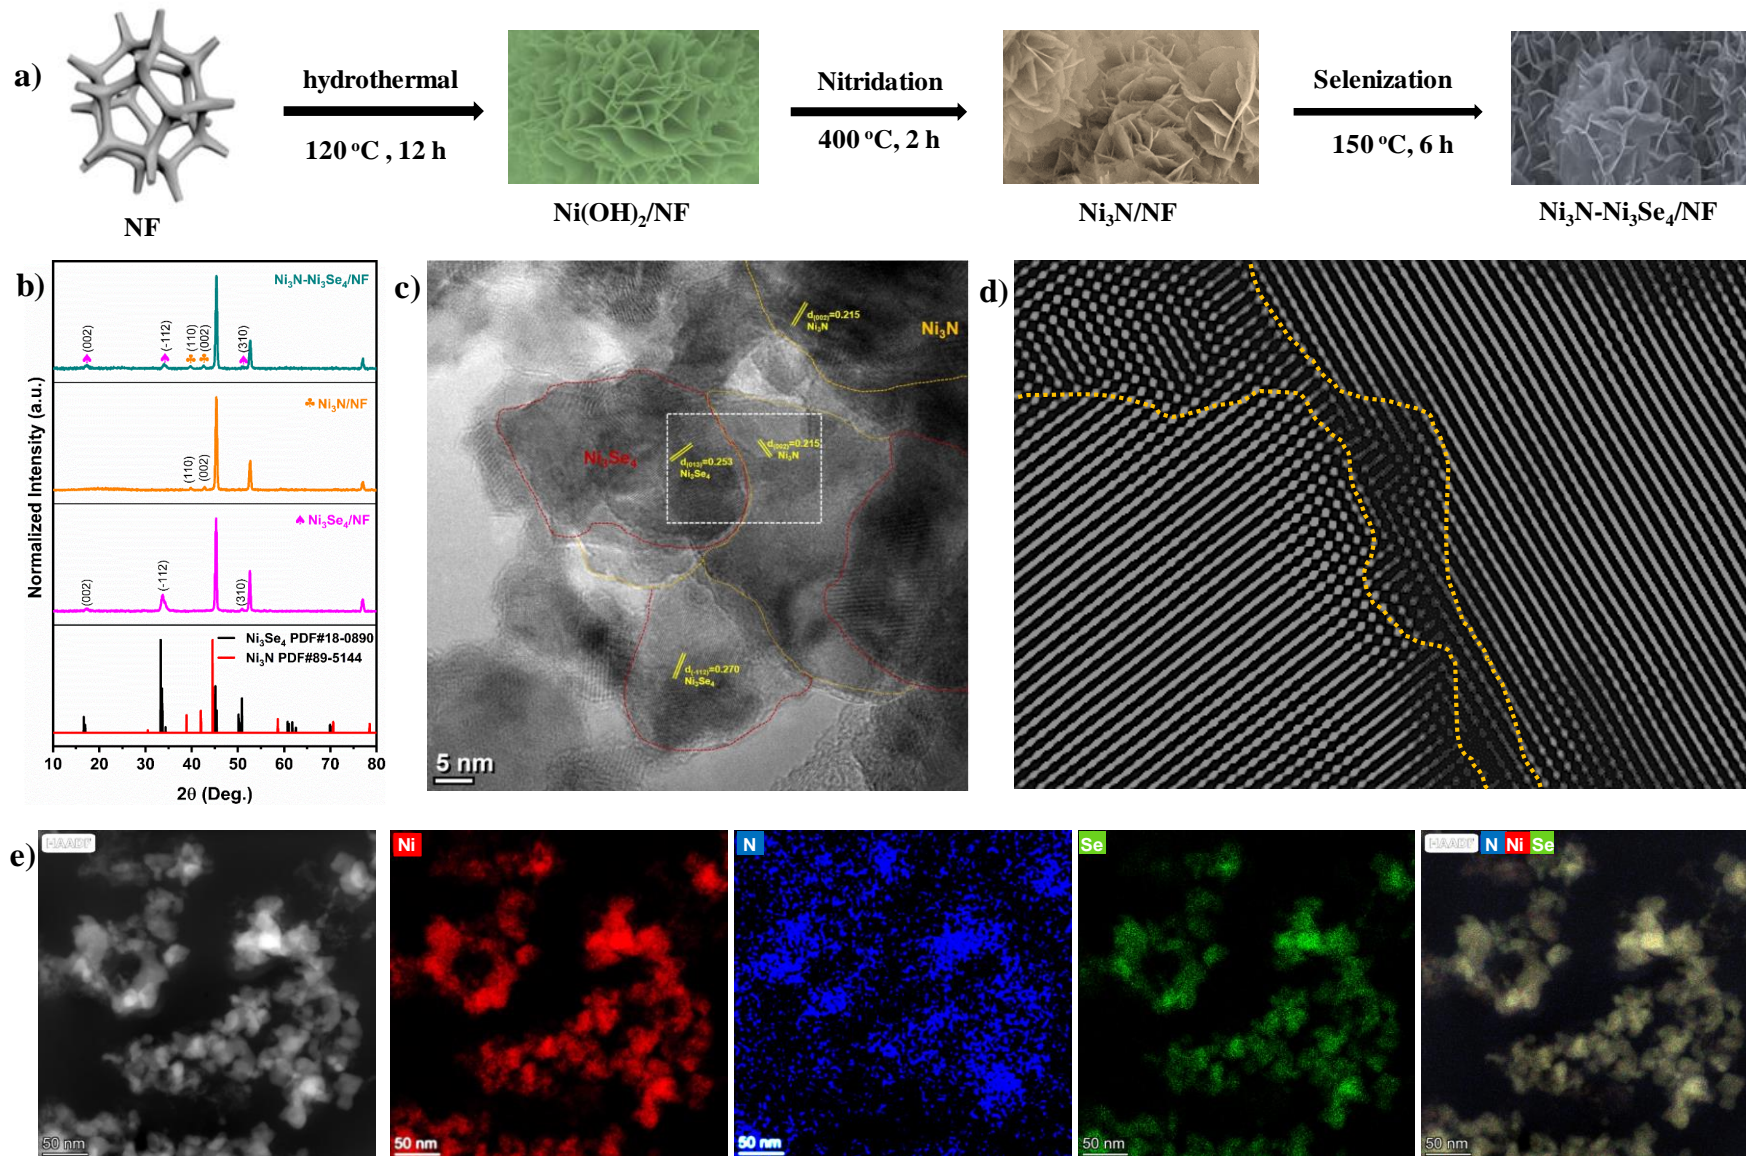 a)
hydrothermal
120 °C , 12 h
Nitridation
400 °C, 2 h
Selenization
150 °C, 6 h
NF
Ni(OH)₂/NF
Ni₃N/NF
Ni₃N-Ni₃Se₄/NF
b)
Normalized Intensity (a.u.)
Ni₃N-Ni₃Se₄/NF
♠ (002)
♠ (-112)
♣ (110)
♣ (002)
♠ (310)
♣ Ni₃N/NF
(110)
(002)
♠ Ni₃Se₄/NF
(002)
(-112)
(310)
Ni₃Se₄ PDF#18-0890
Ni₃N PDF#89-5144
10 20 30 40 50 60 70 80
2θ (Deg.)
c)
d(002)=0.215
Ni₃N
Ni₃N
Ni₃Se₄
d(002)=0.215
Ni₃N
d(013)=0.253
Ni₃Se₄
d(-112)=0.270
Ni₃Se₄
5 nm
d)
e)
HAADF
50 nm
Ni
50 nm
N
50 nm
Se
50 nm
HAADF N Ni Se
50 nm